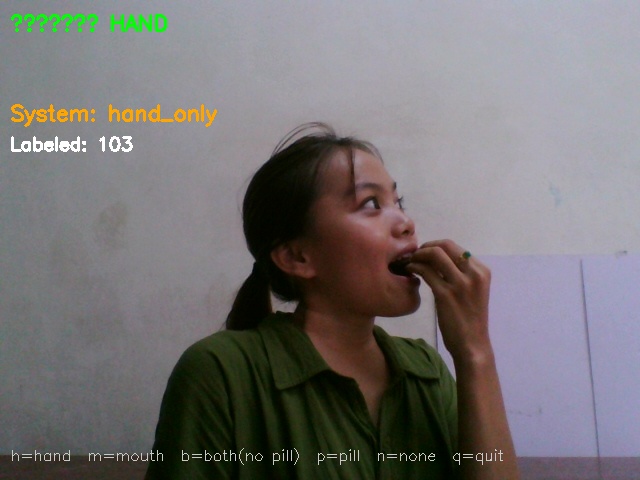 ??????? HAND
System: hand_only
Labeled: 103
h=hand m=mouth b=both(no pill) p=pill n=none q=quit